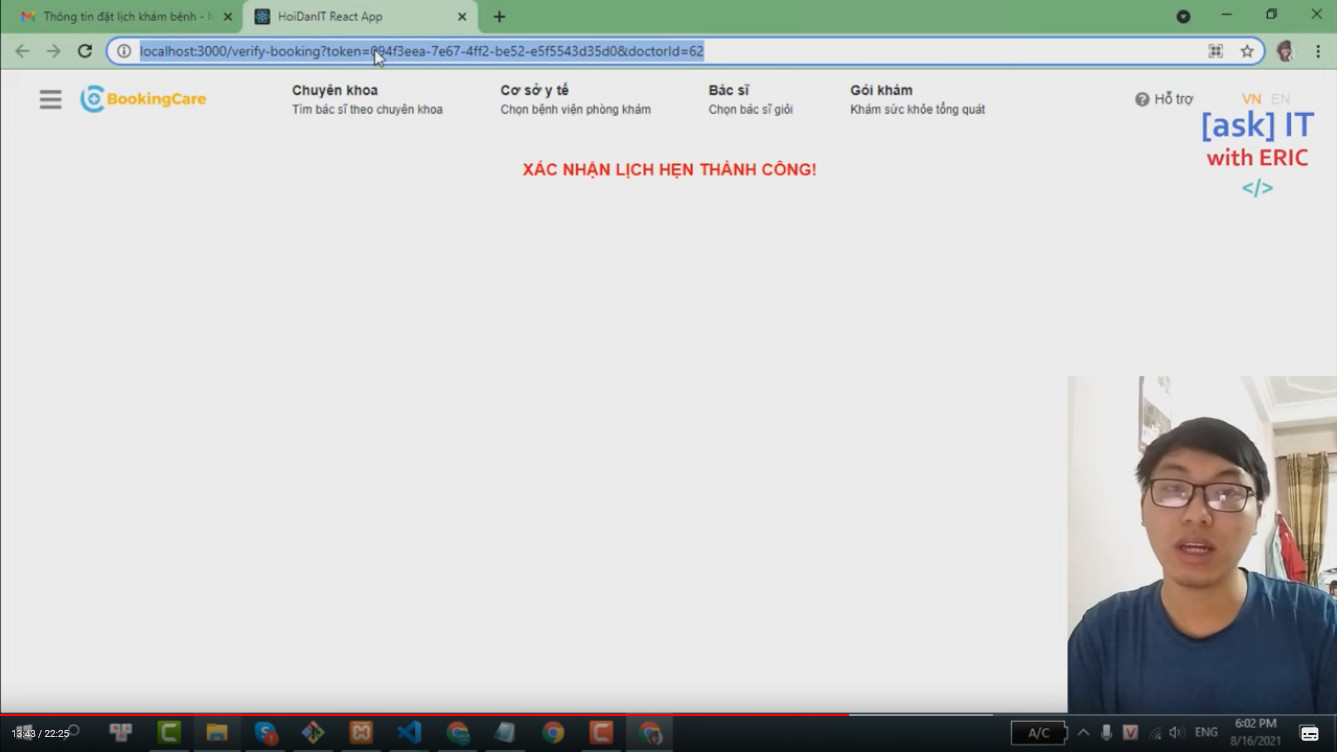 Thông tin đặt lịch khám bệnh -
HoiDanIT React App
localhost:3000/verify-booking?token=094f3eea-7e67-4ff2-be52-e5f5543d35d0&doctorId=62
BookingCare
Chuyên khoa
Tìm bác sĩ theo chuyên khoa
Cơ sở y tế
Chọn bệnh viện phòng khám
Bác sĩ
Chọn bác sĩ giỏi
Gói khám
Khám sức khỏe tổng quát
Hỗ trợ
VN EN
[ask] IT
with ERIC
</>
XÁC NHẬN LỊCH HẸN THÀNH CÔNG!
13:43 / 22:25
A/C
V
ENG
6:02 PM
8/16/2021